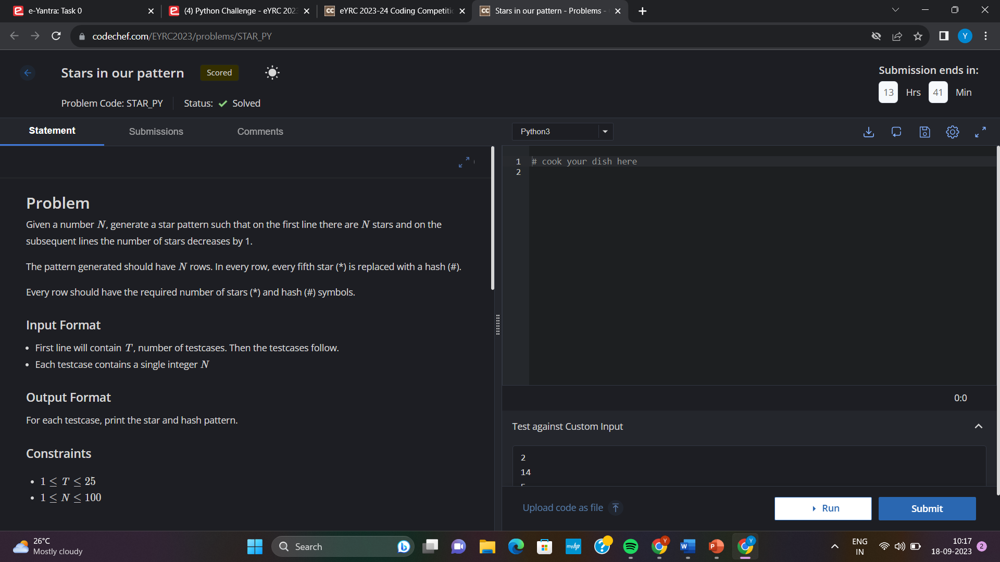 e-Yantra: Task 0
(4) Python Challenge - eYRC 202
eYRC 2023-24 Coding Competitio
Stars in our pattern - Problems -
codechef.com/EYRC2023/problems/STAR_PY
Y
Stars in our pattern
Scored
Submission ends in:
13 Hrs 41 Min
Problem Code: STAR_PY
Status: Solved
Statement
Submissions
Comments
Python3
1 # cook your dish here
2
Problem
Given a number N, generate a star pattern such that on the first line there are N stars and on the
subsequent lines the number of stars decreases by 1.
The pattern generated should have N rows. In every row, every fifth star (*) is replaced with a hash (#).
Every row should have the required number of stars (*) and hash (#) symbols.
Input Format
• First line will contain T, number of testcases. Then the testcases follow.
• Each testcase contains a single integer N
Output Format
For each testcase, print the star and hash pattern.
Constraints
• 1 ≤ T ≤ 25
• 1 ≤ N ≤ 100
0:0
Test against Custom Input
2
14
Upload code as file
Run
Submit
26°C
Mostly cloudy
Search
myhp
ENG
IN
10:17
18-09-2023
2